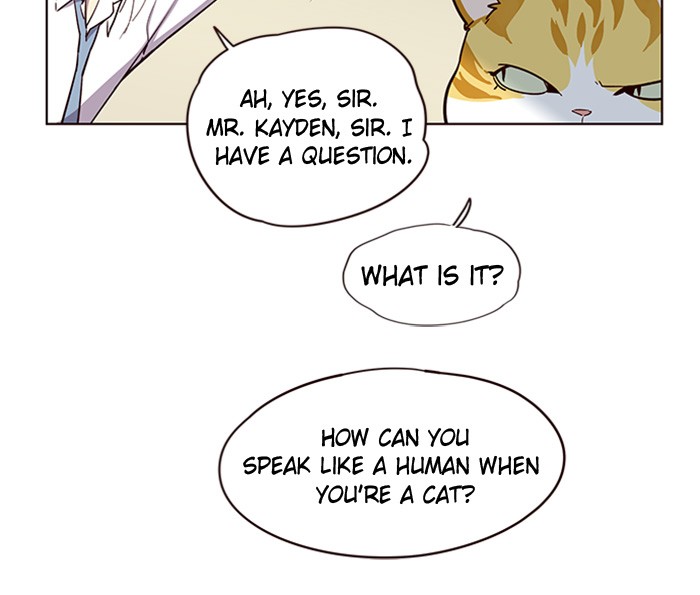 AH, YES, SIR.
MR. KAYDEN, SIR. I
HAVE A QUESTION.
WHAT IS IT?
HOW CAN YOU
SPEAK LIKE A HUMAN WHEN
YOU'RE A CAT?